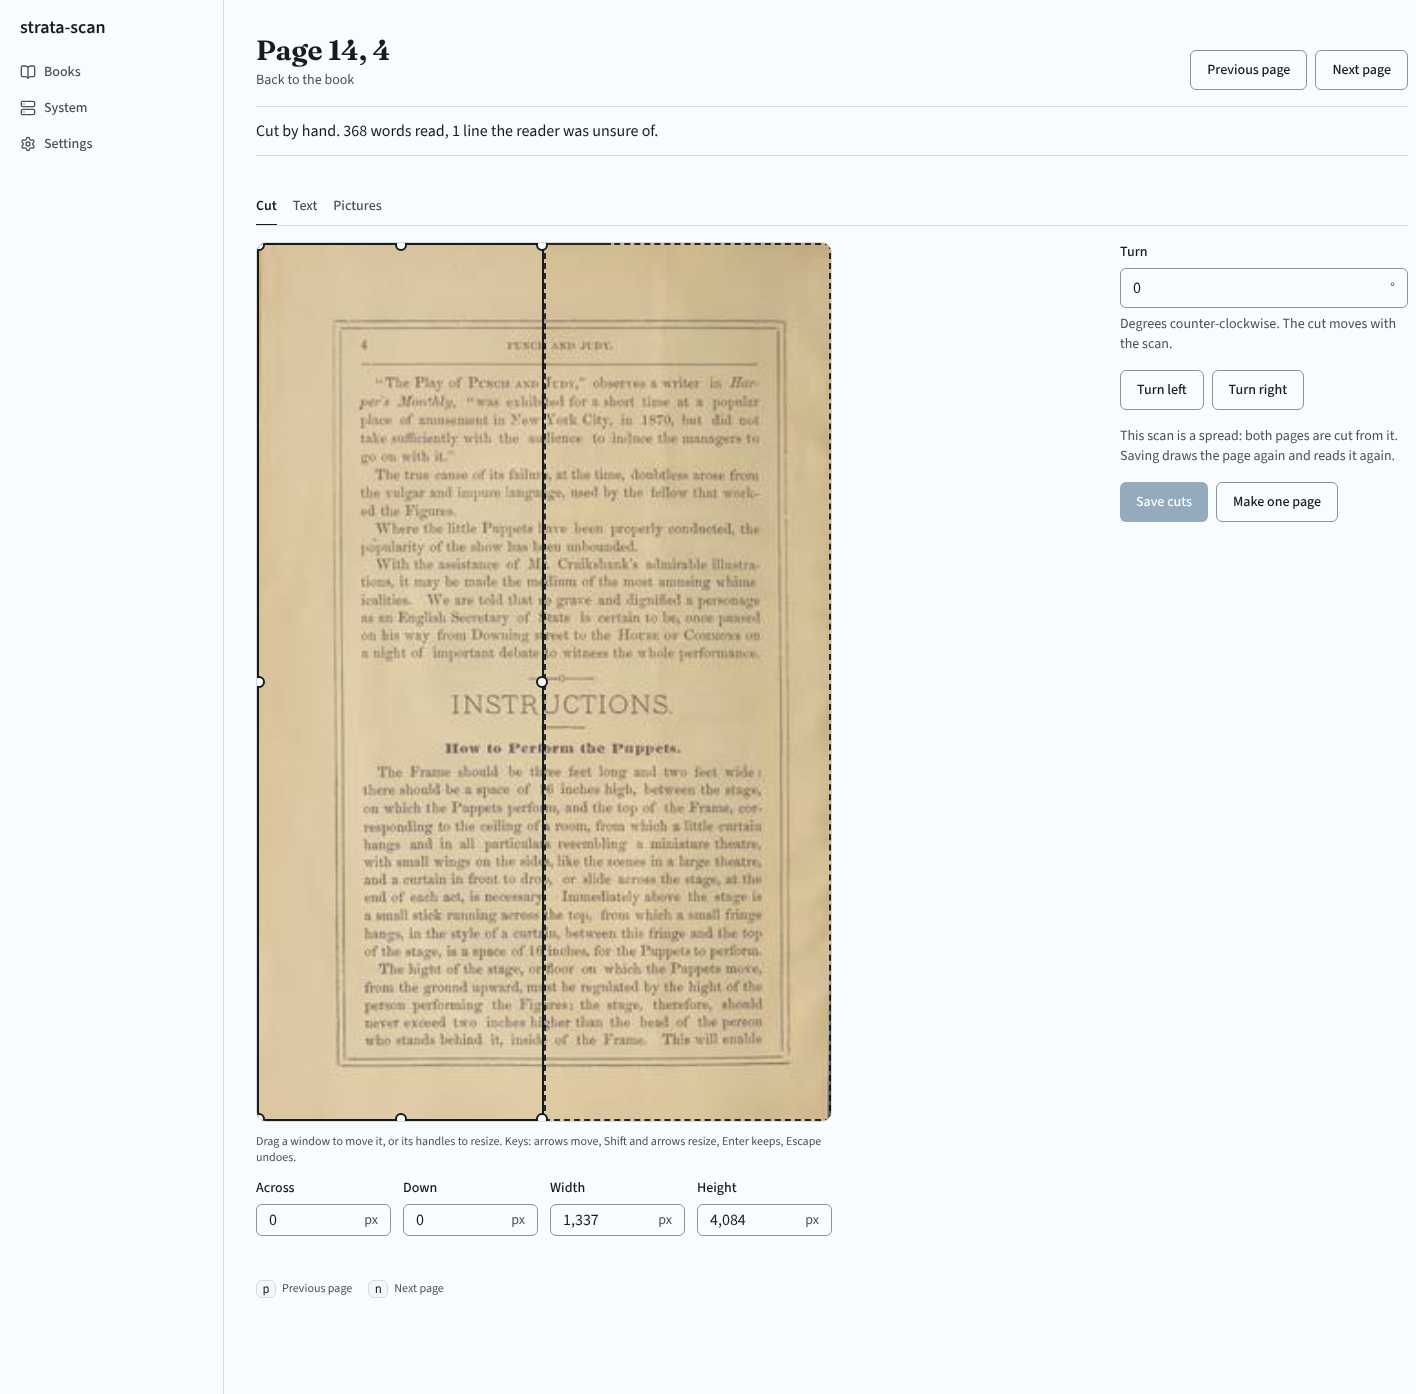 strata-scan
Books
System
Settings
Page 14, 4
Back to the book
Previous page
Next page
Cut by hand. 368 words read, 1 line the reader was unsure of.
Cut
Text
Pictures
4
PUNCH AND JUDY.
"The Play of PUNCH AND JUDY," observes a writer in Har-
per's Monthly, "was exhibited for a short time at a popular
place of amusement in New York City, in 1870, but did not
take sufficiently with the audience to induce the managers to
go on with it."
The true cause of its failure, at the time, doubtless arose from
the vulgar and impure language, used by the fellow that work-
ed the Figures.
Where the little Puppets have been properly conducted, the
popularity of the show has been unbounded.
With the assistance of Mr. Cruikshank's admirable illustra-
tions, it may be made the medium of the most amusing whims
icalities. We are told that so grave and dignified a personage
as an English Secretary of State is certain to be, once paused
on his way from Downing street to the HOUSE OF COMMONS on
a night of important debate to witness the whole performance.
INSTRUCTIONS.
How to Perform the Puppets.
The Frame should be three feet long and two feet wide;
there should be a space of 16 inches high, between the stage,
on which the Puppets perform, and the top of the Frame, cor-
responding to the ceiling of a room, from which a little curtain
hangs and in all particulars resembling a miniature theatre,
with small wings on the sides, like the scenes in a large theatre,
and a curtain in front to drop, or slide across the stage, at the
end of each act, is necessary. Immediately above the stage is
a small stick running across the top, from which a small fringe
hangs, in the style of a curtain, between this fringe and the top
of the stage, is a space of 16 inches, for the Puppets to perform.
The hight of the stage, or floor on which the Puppets move,
from the ground upward, must be regulated by the hight of the
person performing the Figures; the stage, therefore, should
never exceed two inches higher than the head of the person
who stands behind it, inside of the Frame. This will enable
Turn
0 °
Degrees counter-clockwise. The cut moves with
the scan.
Turn left
Turn right
This scan is a spread: both pages are cut from it.
Saving draws the page again and reads it again.
Save cuts
Make one page
Drag a window to move it, or its handles to resize. Keys: arrows move, Shift and arrows resize, Enter keeps, Escape
undoes.
Across
Down
Width
Height
0 px
0 px
1,337 px
4,084 px
p Previous page
n Next page